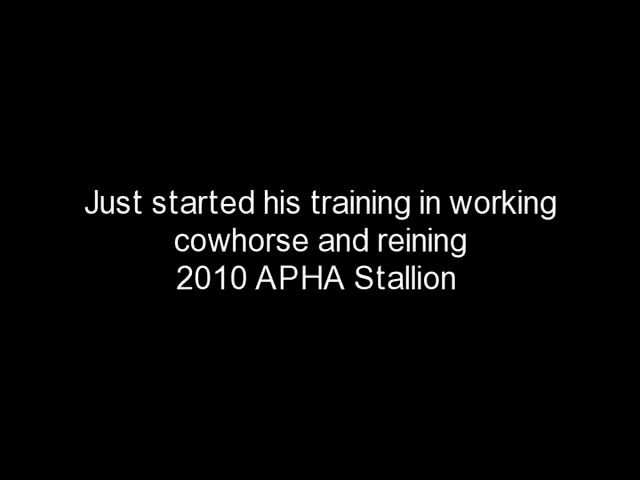 Just started his training in working
cowhorse and reining
2010 APHA Stallion